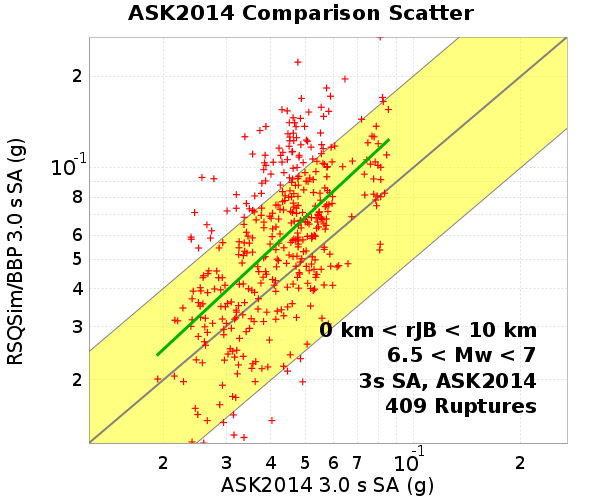 ASK2014 Comparison Scatter
RSQSim/BBP 3.0 s SA (g)
2
10-1
8
6
5
4
3
2
0 km < rJB < 10 km
6.5 < Mw < 7
3s SA, ASK2014
409 Ruptures
2 3 4 5 6 7 10-1 2
ASK2014 3.0 s SA (g)